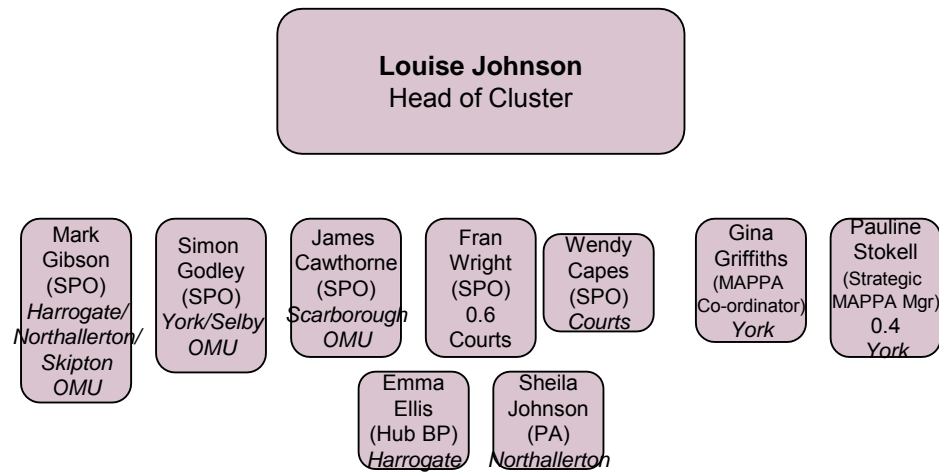 Louise Johnson
Head of Cluster
Mark
Gibson
(SPO)
Harrogate/
Northallerton/
Skipton
OMU
Simon
Godley
(SPO)
York/Selby
OMU
James
Cawthorne
(SPO)
Scarborough
OMU
Fran
Wright
(SPO)
0.6
Courts
Wendy
Capes
(SPO)
Courts
Gina
Griffiths
(MAPPA
Co-ordinator)
York
Pauline
Stokell
(Strategic
MAPPA Mgr)
0.4
York
Emma
Ellis
(Hub BP)
Harrogate
Sheila
Johnson
(PA)
Northallerton